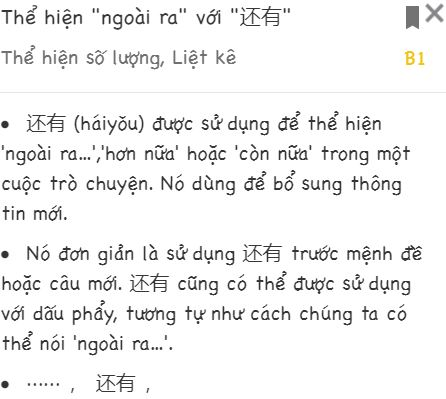 Thể hiện "ngoài ra" với "还有"
Thể hiện số lượng, Liệt kê
B1
• 还有 (háiyǒu) được sử dụng để thể hiện
'ngoài ra...','hơn nữa' hoặc 'còn nữa' trong một
cuộc trò chuyện. Nó dùng để bổ sung thông
tin mới.
• Nó đơn giản là sử dụng 还有 trước mệnh đề
hoặc câu mới. 还有 cũng có thể được sử dụng
với dấu phẩy, tương tự như cách chúng ta có
thể nói 'ngoài ra...'.
• ······ ， 还有 ，